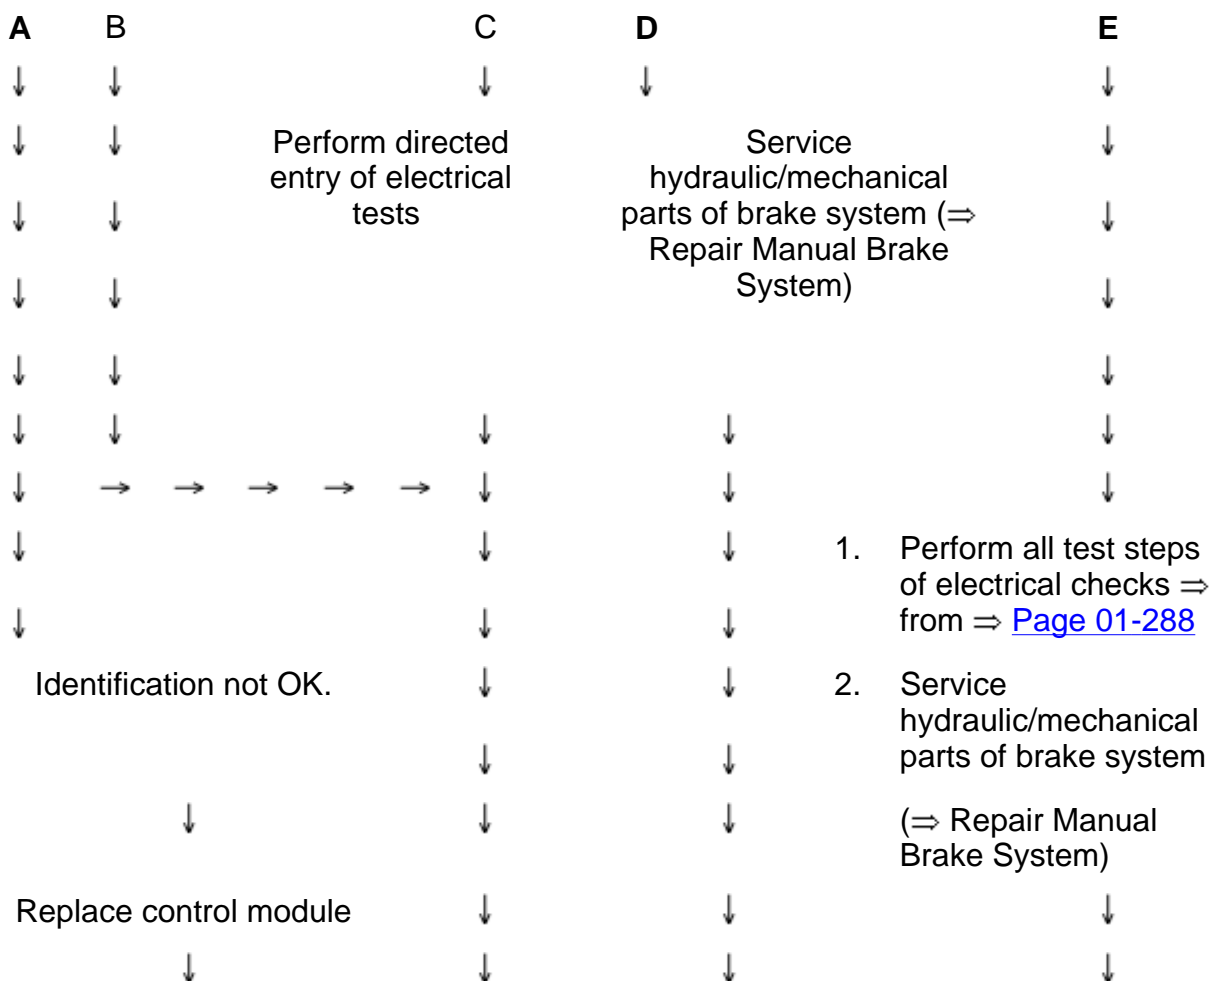 A B C D E
Perform directed
entry of electrical
tests
Service
hydraulic/mechanical
parts of brake system (⇒
Repair Manual Brake
System)
1. Perform all test steps
of electrical checks ⇒
from ⇒ Page 01-288
Identification not OK.
2. Service
hydraulic/mechanical
parts of brake system
(⇒ Repair Manual
Brake System)
Replace control module